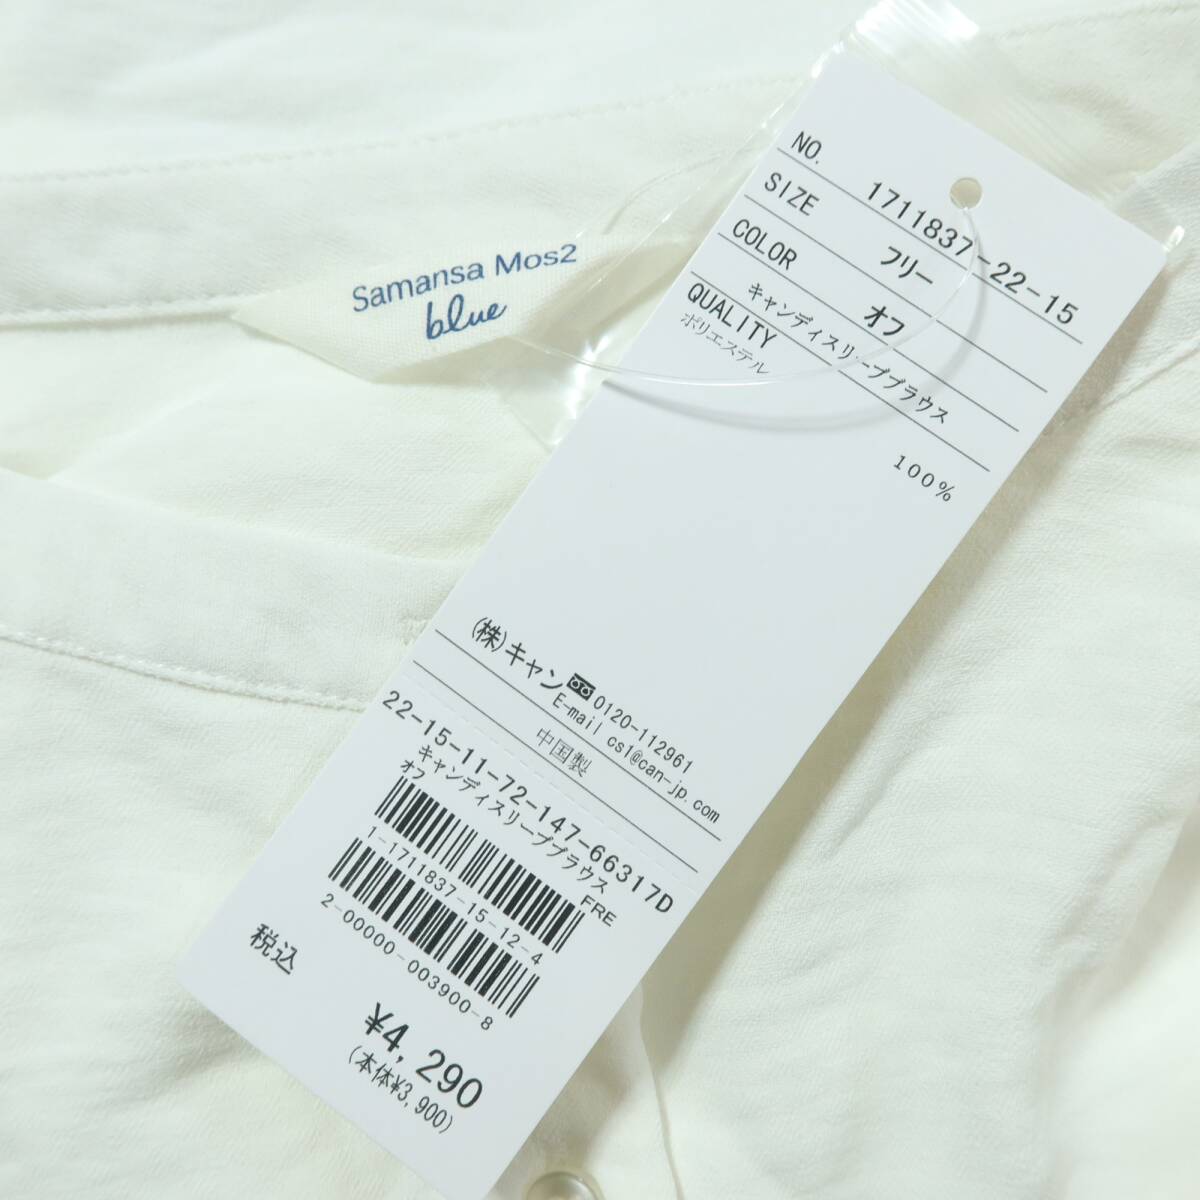 Samansa Mos2
blue
NO. 1711837-22-15
SIZE フリー
COLOR オフ
キャンディスリーブブラウス
QUALITY
ポリエステル
100%
(株)キャン 0120-112961
E-mail cs1@can-jp.com
中国製
22-15-11-72-147-66317D
キャンディスリーブブラウス
オフ FRE
1-1711837-15-12-4
2-00000-003900-8
税込
¥4,290
(本体¥3,900)